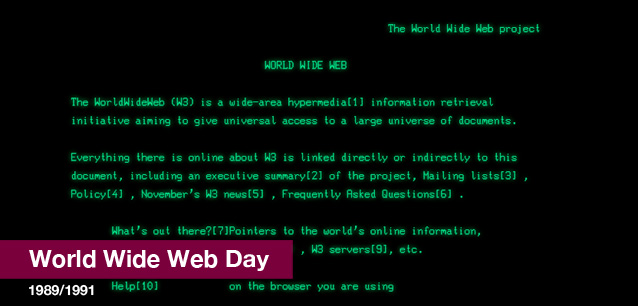 The World Wide Web project
WORLD WIDE WEB
The WorldWideWeb (W3) is a wide-area hypermedia[1] information retrieval
initiative aiming to give universal access to a large universe of documents.
Everything there is online about W3 is linked directly or indirectly to this
document, including an executive summary[2] of the project, Mailing lists[3] ,
Policy[4] , November's W3 news[5] , Frequently Asked Questions[6] .
What's out there?[7]Pointers to the world's online information,
, W3 servers[9], etc.
World Wide Web Day
Help[10] on the browser you are using
1989/1991